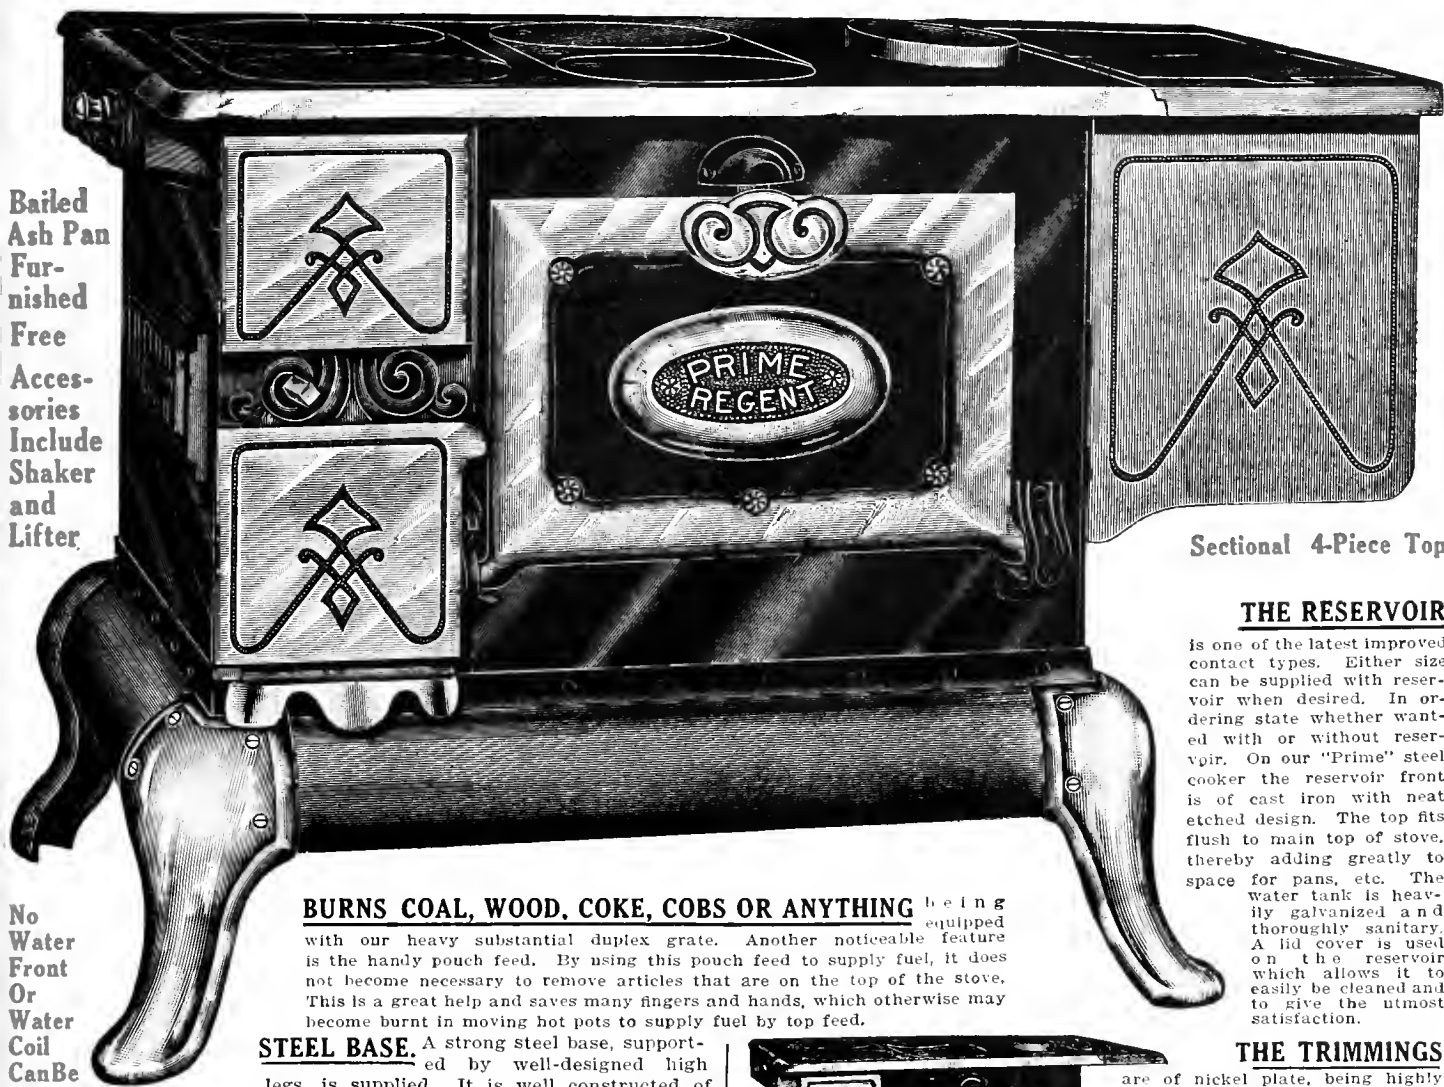 Bailed
Ash Pan
Fur-
nished
Free
Acces-
sories
Include
Shaker
and
Lifter
PRIME
REGENT
Sectional 4-Piece Top
THE RESERVOIR
is one of the latest improved
contact types. Either size
can be supplied with reser-
voir when desired. In or-
dering state whether want-
ed with or without reser-
voir. On our "Prime" steel
cooker the reservoir front
is of cast iron with neat
etched design. The top fits
flush to main top of stove,
thereby adding greatly to
space for pans, etc. The
water tank is heav-
ily galvanized and
thoroughly sanitary.
A lid cover is used
on the reservoir
which allows it to
easily be cleaned and
to give the utmost
satisfaction.
THE TRIMMINGS
are of nickel plate, being highly
No
Water
Front
Or
Water
Coil
CanBe
BURNS COAL, WOOD, COKE, COBS OR ANYTHING being
equipped
with our heavy substantial duplex grate. Another noticeable feature
is the handy pouch feed. By using this pouch feed to supply fuel, it does
not become necessary to remove articles that are on the top of the stove.
This is a great help and saves many fingers and hands, which otherwise may
become burnt in moving hot pots to supply fuel by top feed.
STEEL BASE. A strong steel base, support-
ed by well-designed high
legs, is supplied. It is well constructed of